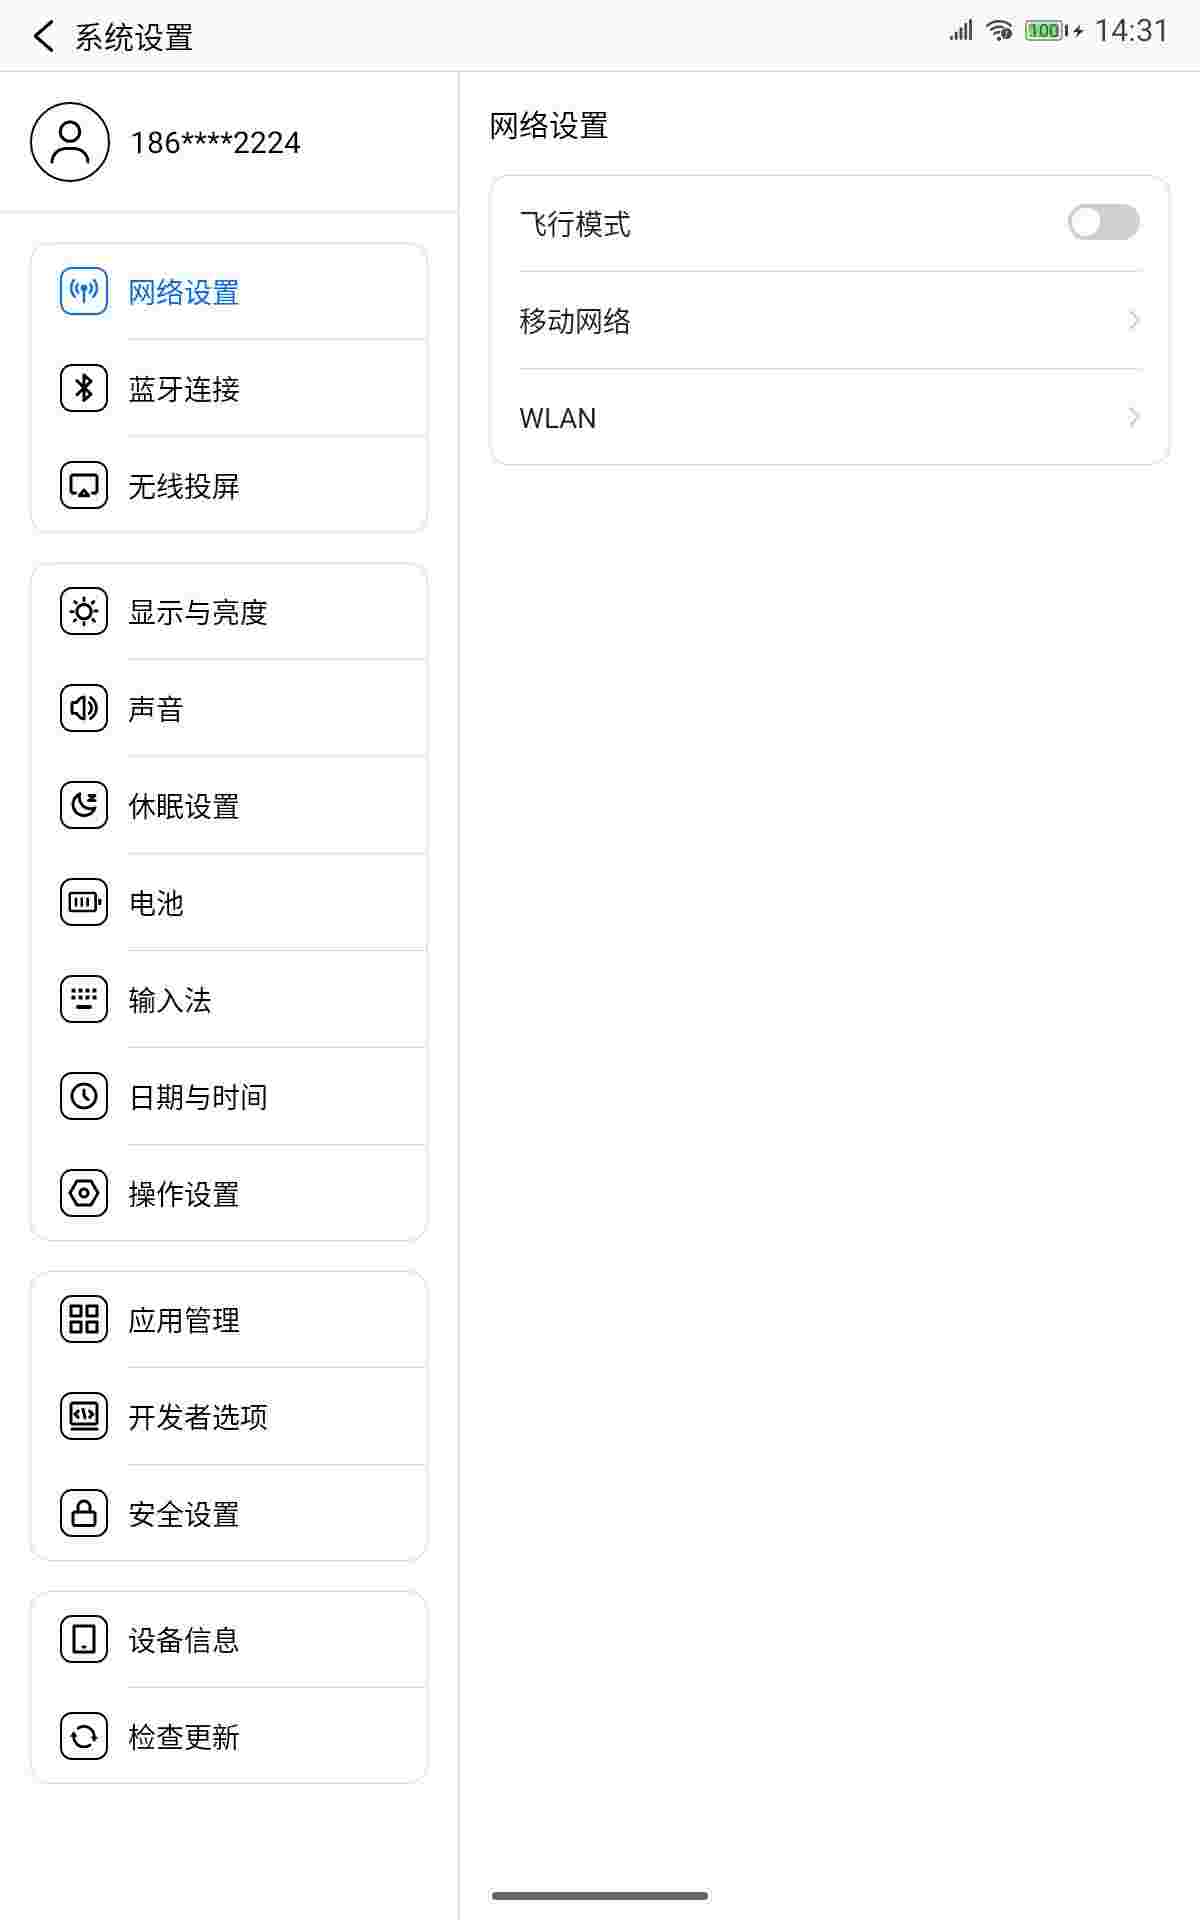 系统设置
100
14:31
186****2224
网络设置
蓝牙连接
无线投屏
显示与亮度
声音
休眠设置
电池
输入法
日期与时间
操作设置
应用管理
开发者选项
安全设置
设备信息
检查更新
网络设置
飞行模式
移动网络
WLAN